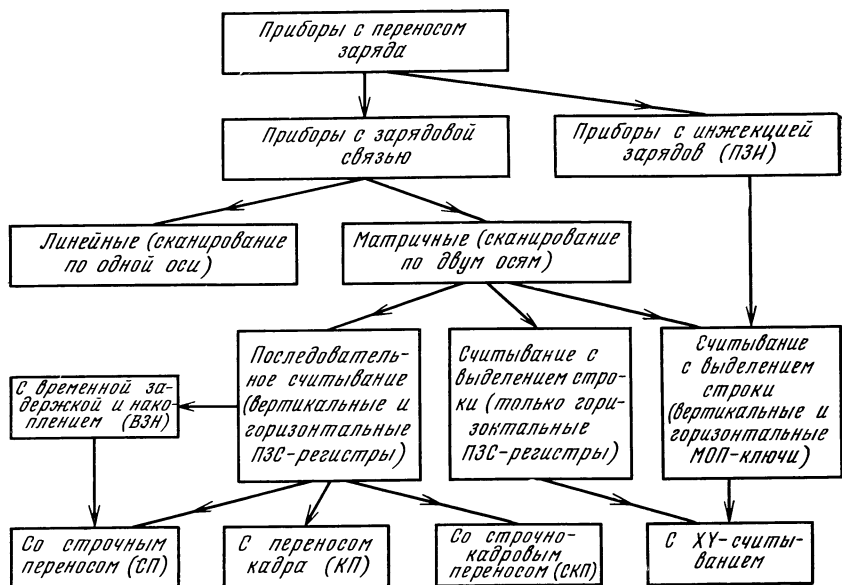 Приборы с переносом
заряда
Приборы с зарядовой
связью
Приборы с инжекцией
зарядов (ПЗИ)
Линейные (сканирование
по одной оси)
Матричные (сканирование
по двум осям)
С временной за-
держкой и нако-
плением (ВЗН)
Последователь-
ное считывание
(вертикальные и
горизонтальные
ПЗС-регистры)
Считывание с
выделением стро-
ки (только гори-
зоктальные
ПЗС-регистры)
Считывание
с выделением
строки
(вертикальные и
горизонтальные
МОП-ключи)
Со строчным
переносом (СП)
С переносом
кадра (КП)
Со строчно-
кадровым
переносом (СКП)
С XY-считы-
ванием